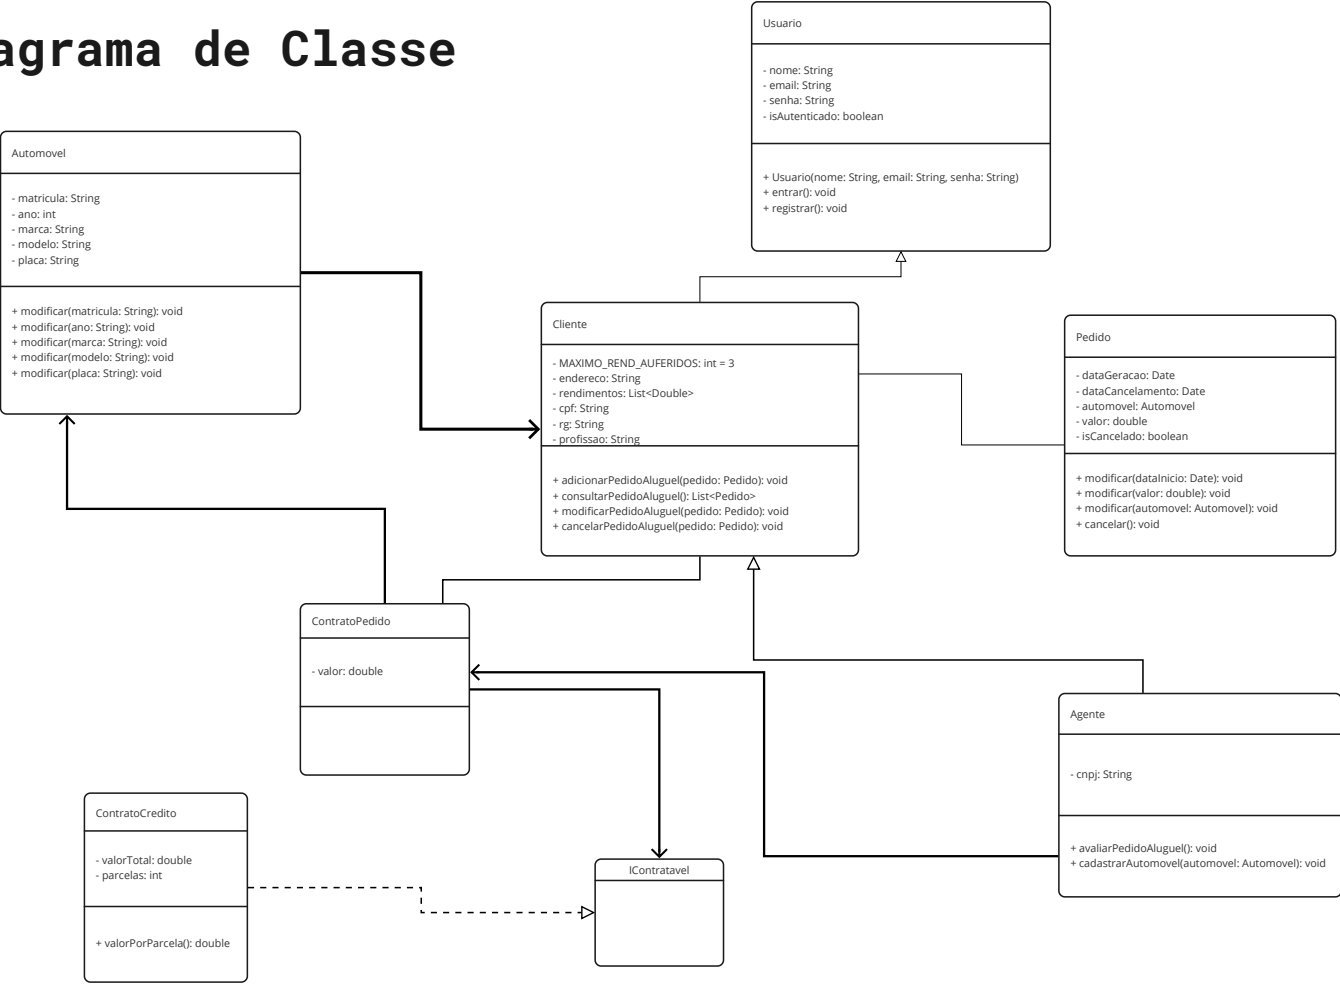 agrama de Classe
Usuario
- nome: String
- email: String
- senha: String
- isAutenticado: boolean
+ Usuario(nome: String, email: String, senha: String)
+ entrar(): void
+ registrar(): void
Automovel
- matricula: String
- ano: int
- marca: String
- modelo: String
- placa: String
+ modificar(matricula: String): void
+ modificar(ano: String): void
+ modificar(marca: String): void
+ modificar(modelo: String): void
+ modificar(placa: String): void
Cliente
- MAXIMO_REND_AUFERIDOS: int = 3
- endereco: String
- rendimentos: List<Double>
- cpf: String
- rg: String
- profissao: String
+ adicionarPedidoAluguel(pedido: Pedido): void
+ consultarPedidoAluguel(): List<Pedido>
+ modificarPedidoAluguel(pedido: Pedido): void
+ cancelarPedidoAluguel(pedido: Pedido): void
Pedido
- dataGeracao: Date
- dataCancelamento: Date
- automovel: Automovel
- valor: double
- isCancelado: boolean
+ modificar(dataInicio: Date): void
+ modificar(valor: double): void
+ modificar(automovel: Automovel): void
+ cancelar(): void
ContratoPedido
- valor: double
Agente
- cnpj: String
+ avaliarPedidoAluguel(): void
+ cadastrarAutomovel(automovel: Automovel): void
ContratoCredito
- valorTotal: double
- parcelas: int
+ valorPorParcela(): double
IContratavel